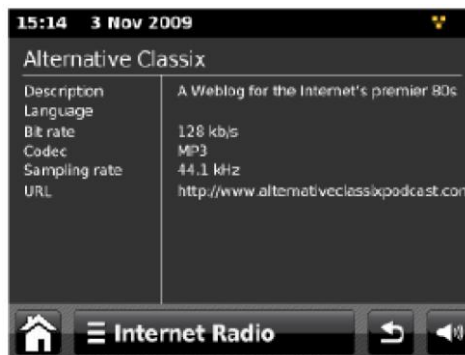 15:14 3 Nov 2009
Alternative Classix
Description A Weblog for the Internet's premier 80s
Language
Bit rate 128 kb/s
Codec MP3
Sampling rate 44.1 kHz
URL http://www.alternativeclassixpodcast.com
Internet Radio